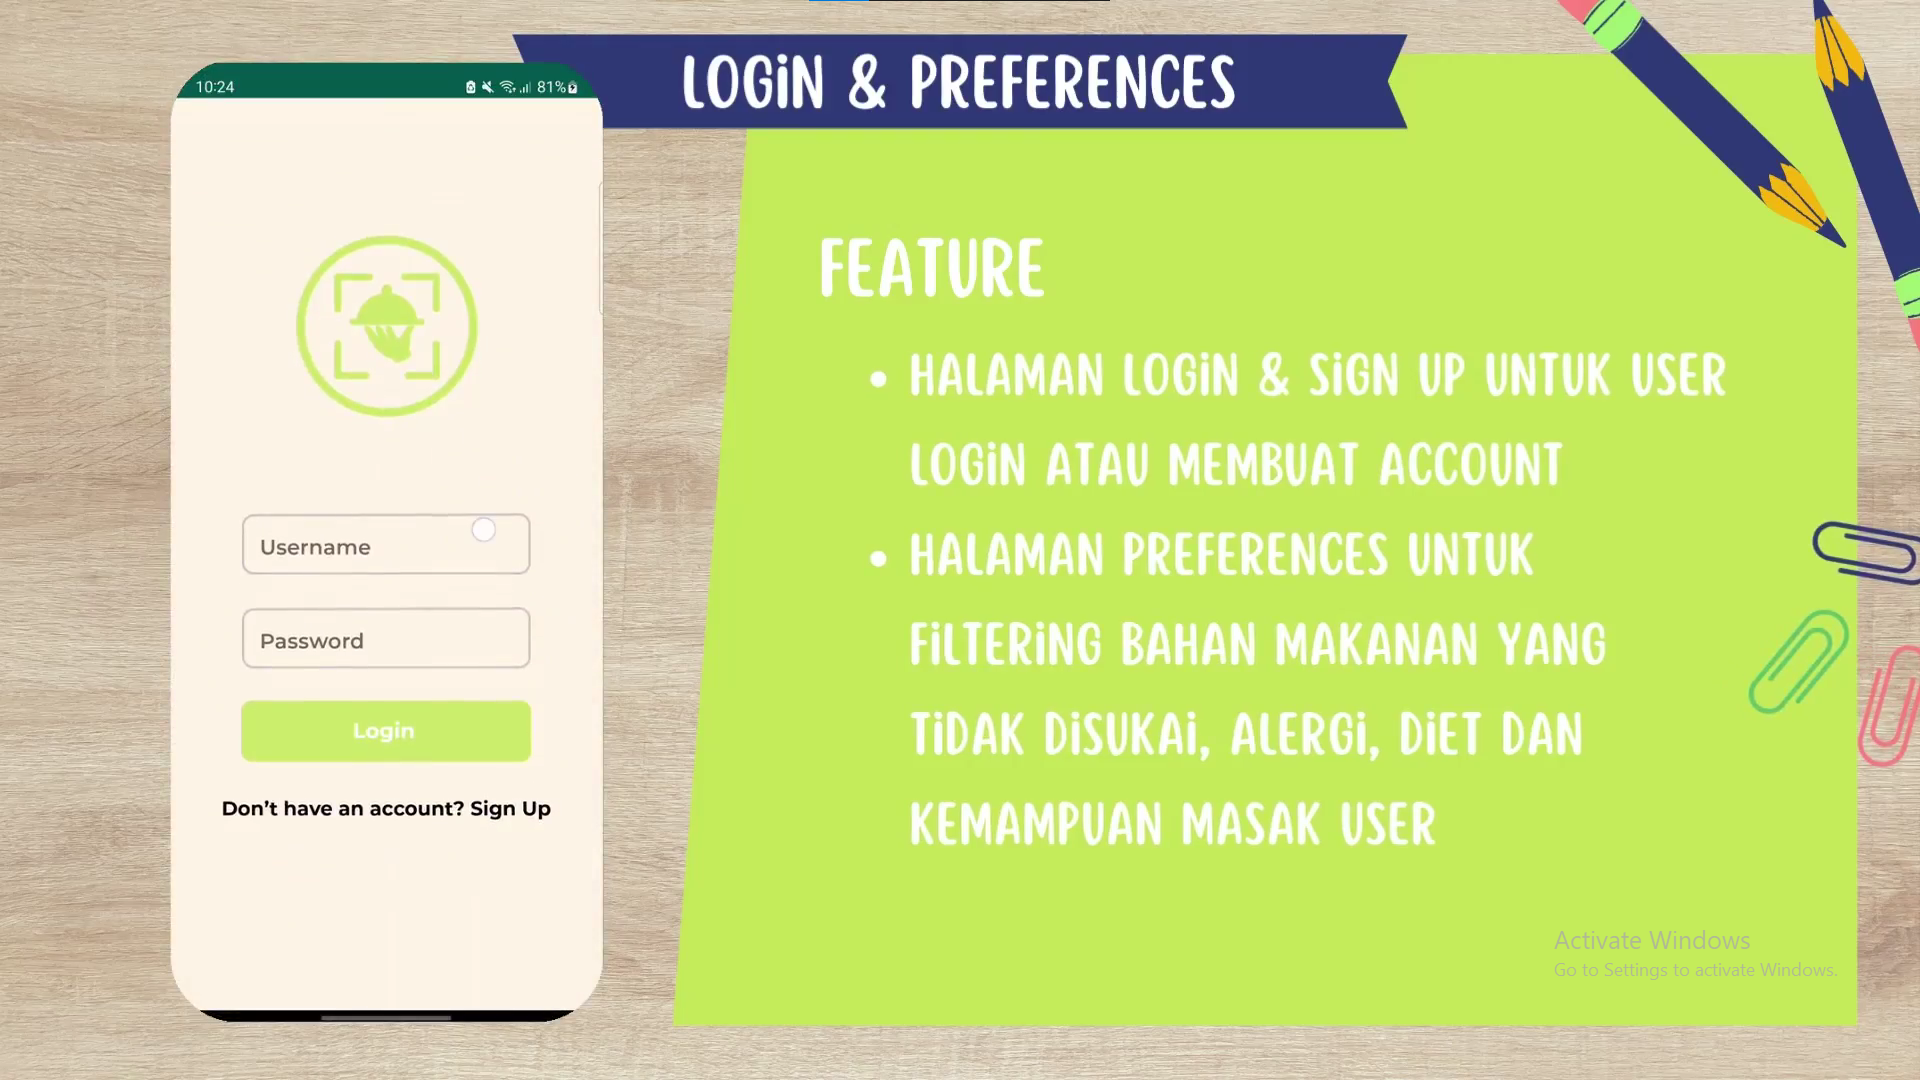 LOGIN & PREFERENCES
10:24
81%
Username
Password
Login
Don't have an account? Sign Up
FEATURE
• HALAMAN LOGIN & SIGN UP UNTUK USER
LOGIN ATAU MEMBUAT ACCOUNT
• HALAMAN PREFERENCES UNTUK
FILTERING BAHAN MAKANAN YANG
TIDAK DISUKAI, ALERGI, DIET DAN
KEMAMPUAN MASAK USER
Activate Windows
Go to Settings to activate Windows.